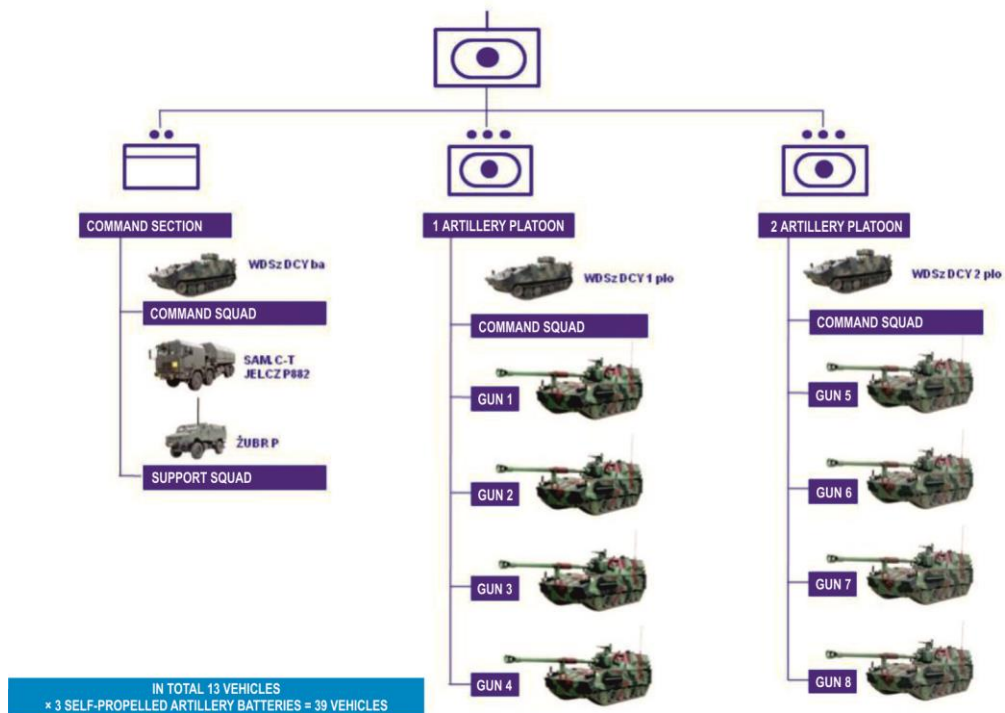 COMMAND SECTION
WDSz DCY ba
COMMAND SQUAD
SAM. C-T
JELCZ P882
ŻUBR P
SUPPORT SQUAD
1 ARTILLERY PLATOON
WDSz DCY 1 plo
COMMAND SQUAD
GUN 1
GUN 2
GUN 3
GUN 4
2 ARTILLERY PLATOON
WDSz DCY 2 plo
COMMAND SQUAD
GUN 5
GUN 6
GUN 7
GUN 8
IN TOTAL 13 VEHICLES
× 3 SELF-PROPELLED ARTILLERY BATTERIES = 39 VEHICLES